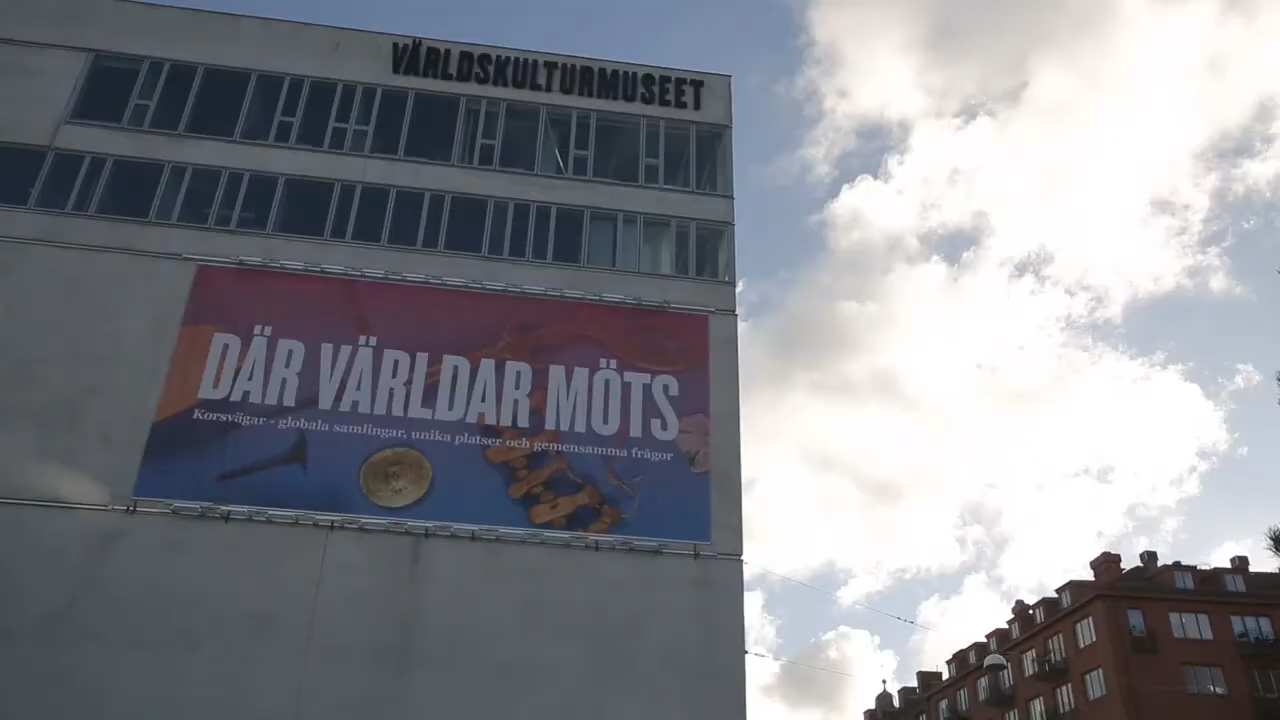 VÄRLDSKULTURMUSEET
DÄR VÄRLDAR MÖTS
Korsvägar - globala samlingar, unika platser och gemensamma frågor